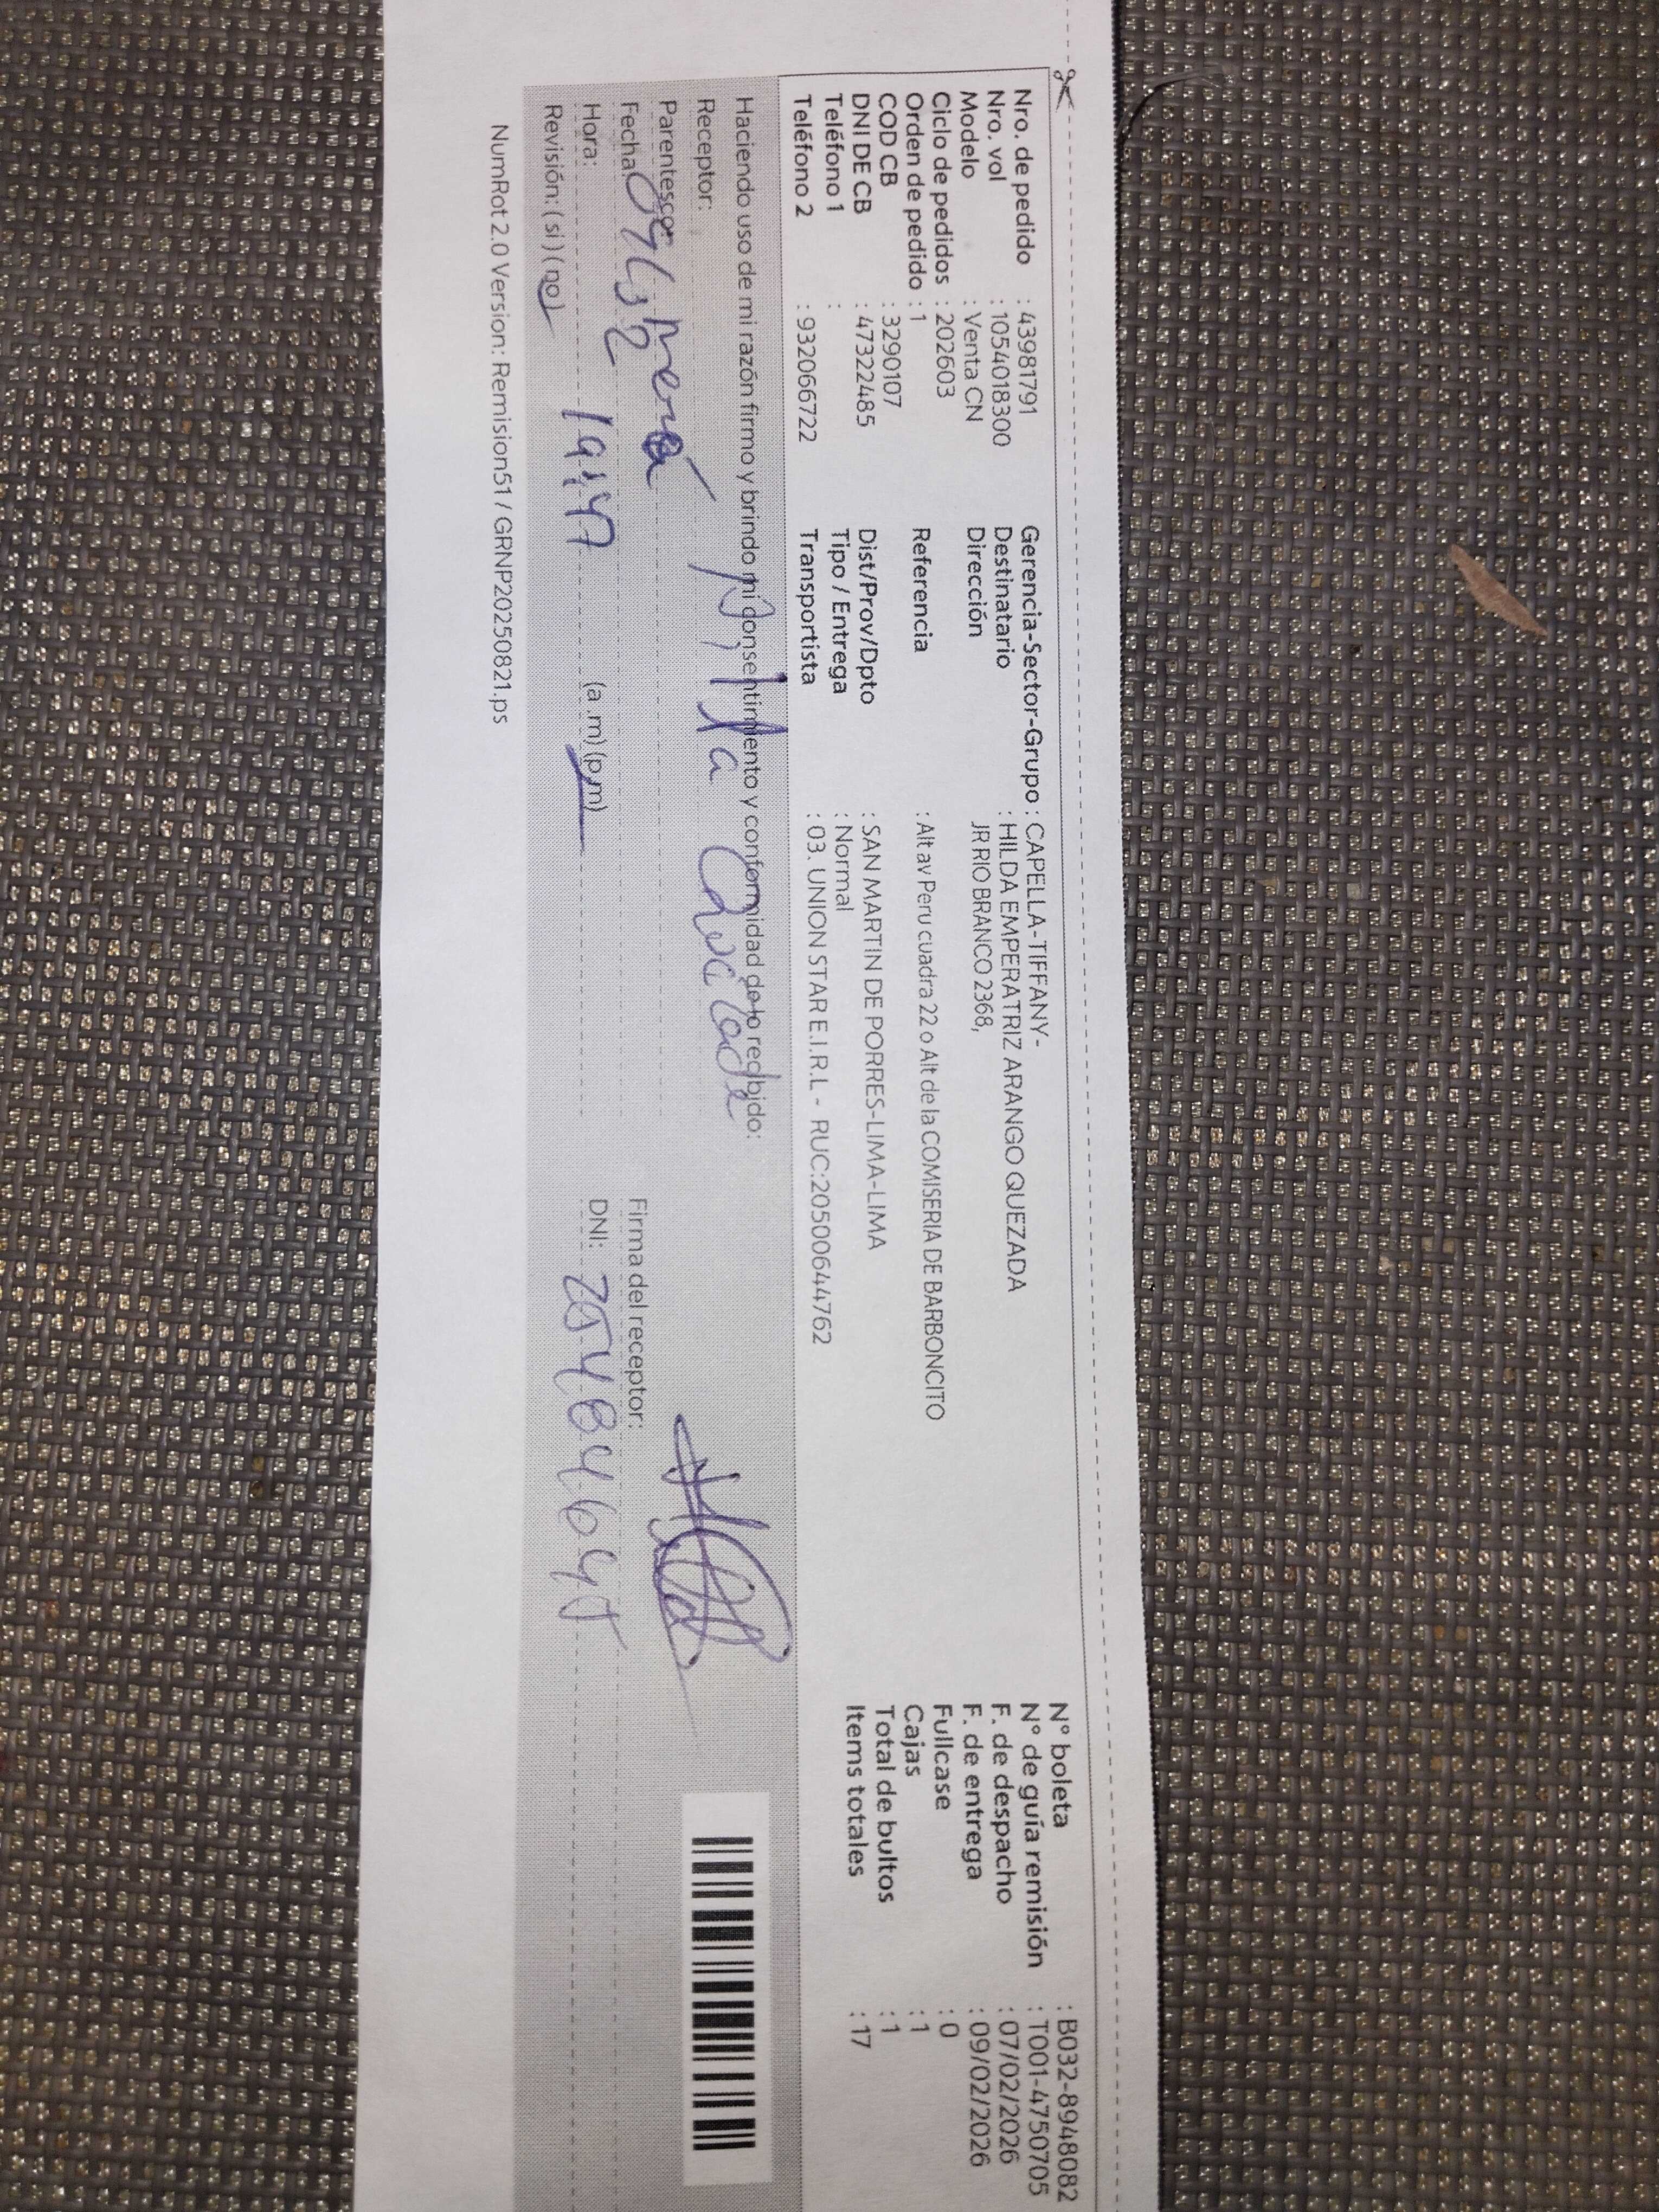 Nro. de pedido : 43981791
Nro. vol : 1054018300
Modelo : Venta CN
Ciclo de pedidos : 202603
Orden de pedido : 1
COD CB : 3290107
DNI DE CB : 47322485
Teléfono 1 :
Teléfono 2 : 932066722
Gerencia-Sector-Grupo : CAPELLA-TIFFANY-
Destinatario : HILDA EMPERATRIZ ARANGO QUEZADA
Dirección JR RIO BRANCO 2368,
Referencia : Alt av Peru cuadra 22 o Alt de la COMISERIA DE BARBONCITO
Dist/Prov/Dpto : SAN MARTIN DE PORRES-LIMA-LIMA
Tipo / Entrega : Normal
Transportista : 03. UNION STAR E.I.R.L - RUC:20500644762
N° boleta : B032-8948082
N° de guía remisión : T001-4750705
F. de despacho : 07/02/2026
F. de entrega : 09/02/2026
Fullcase : 0
Cajas : 1
Total de bultos : 1
Items totales : 17
Haciendo uso de mi razón firmo y brindo mi consentimiento y conformidad de lo recibido:
Receptor:
Parentesco:
Fecha:
Hora: (a.m) (p.m)
Revisión: (si) (no)
Firma del receptor:
DNI:
NumRot 2.0 Version: Remision51 / GRNP20250821.ps